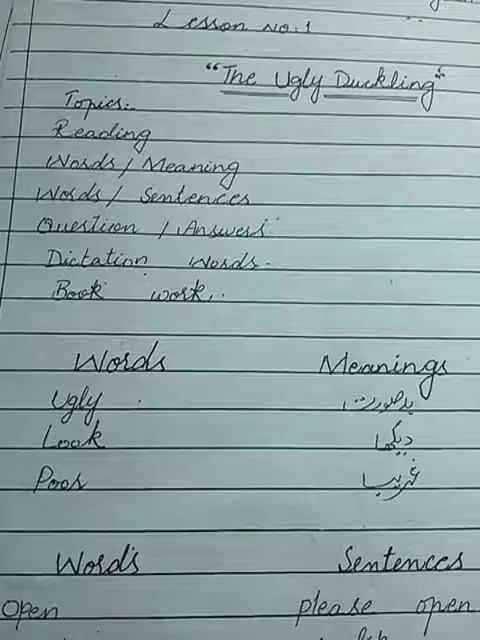 Lesson No:1
"The Ugly Duckling"
Topics:-
Reading
Words / Meaning
Words / Sentences
Question / Answers:
Dictation Words.
Book work.
Words Meanings
Ugly بدصورت
Look دیکھا
Poor غریب
Words Sentences
Open please open